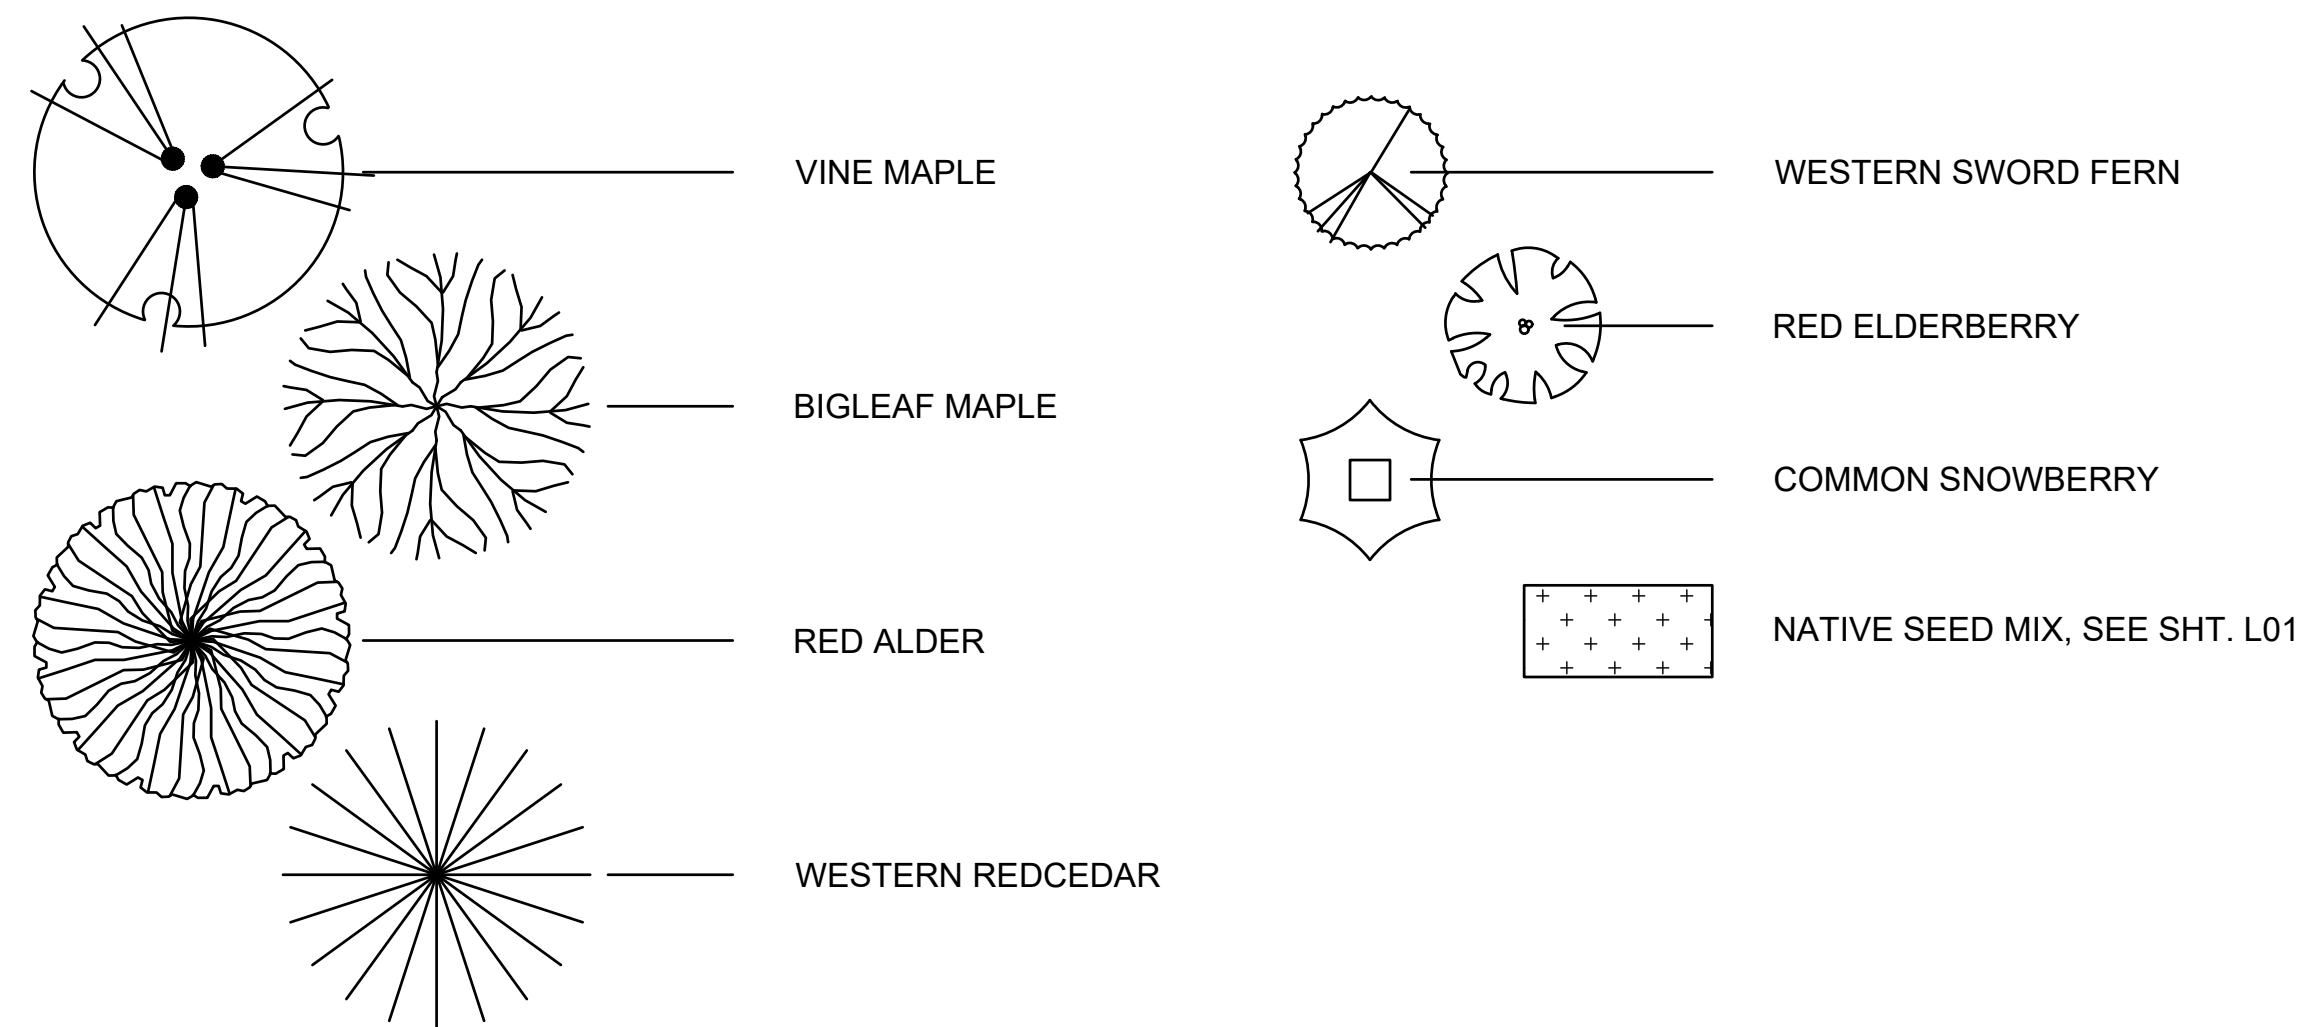 VINE MAPLE
BIGLEAF MAPLE
RED ALDER
WESTERN REDCEDAR
WESTERN SWORD FERN
RED ELDERBERRY
COMMON SNOWBERRY
NATIVE SEED MIX, SEE SHT. L01